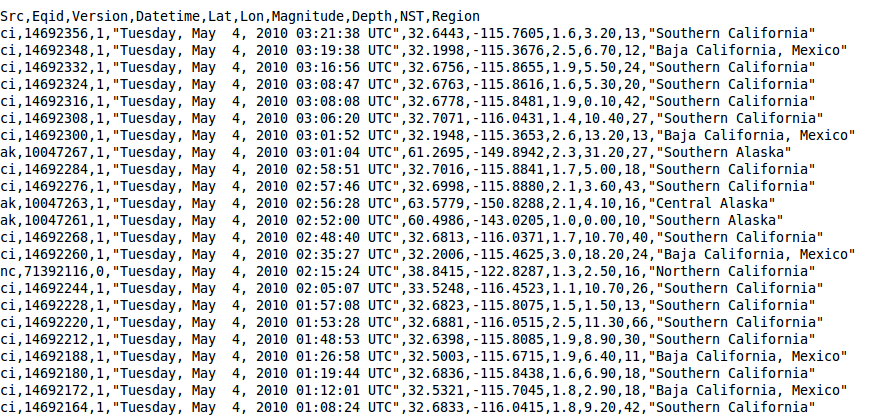 Src,Eqid,Version,Datetime,Lat,Lon,Magnitude,Depth,NST,Region
ci,14692356,1,"Tuesday, May  4, 2010 03:21:38 UTC",32.6443,-115.7605,1.6,3.20,13,"Southern California"
ci,14692348,1,"Tuesday, May  4, 2010 03:19:38 UTC",32.1998,-115.3676,2.5,6.70,12,"Baja California, Mexico"
ci,14692332,1,"Tuesday, May  4, 2010 03:16:56 UTC",32.6756,-115.8655,1.9,5.50,24,"Southern California"
ci,14692324,1,"Tuesday, May  4, 2010 03:08:47 UTC",32.6763,-115.8616,1.6,5.30,20,"Southern California"
ci,14692316,1,"Tuesday, May  4, 2010 03:08:08 UTC",32.6778,-115.8481,1.9,0.10,42,"Southern California"
ci,14692308,1,"Tuesday, May  4, 2010 03:06:20 UTC",32.7071,-116.0431,1.4,10.40,27,"Southern California"
ci,14692300,1,"Tuesday, May  4, 2010 03:01:52 UTC",32.1948,-115.3653,2.6,13.20,13,"Baja California, Mexico"
ak,10047267,1,"Tuesday, May  4, 2010 03:01:04 UTC",61.2695,-149.8942,2.3,31.20,27,"Southern Alaska"
ci,14692284,1,"Tuesday, May  4, 2010 02:58:51 UTC",32.7016,-115.8841,1.7,5.00,18,"Southern California"
ci,14692276,1,"Tuesday, May  4, 2010 02:57:46 UTC",32.6998,-115.8880,2.1,3.60,43,"Southern California"
ak,10047263,1,"Tuesday, May  4, 2010 02:56:28 UTC",63.5779,-150.8288,2.1,4.10,16,"Central Alaska"
ak,10047261,1,"Tuesday, May  4, 2010 02:52:00 UTC",60.4986,-143.0205,1.0,0.00,10,"Southern Alaska"
ci,14692268,1,"Tuesday, May  4, 2010 02:48:40 UTC",32.6813,-116.0371,1.7,10.70,40,"Southern California"
ci,14692260,1,"Tuesday, May  4, 2010 02:35:27 UTC",32.2006,-115.4625,3.0,18.20,24,"Baja California, Mexico"
nc,71392116,0,"Tuesday, May  4, 2010 02:15:24 UTC",38.8415,-122.8287,1.3,2.50,16,"Northern California"
ci,14692244,1,"Tuesday, May  4, 2010 02:05:07 UTC",33.5248,-116.4523,1.1,10.70,26,"Southern California"
ci,14692228,1,"Tuesday, May  4, 2010 01:57:08 UTC",32.6823,-115.8075,1.5,1.50,13,"Southern California"
ci,14692220,1,"Tuesday, May  4, 2010 01:53:28 UTC",32.6881,-116.0515,2.5,11.30,66,"Southern California"
ci,14692212,1,"Tuesday, May  4, 2010 01:48:53 UTC",32.6398,-115.8085,1.9,8.90,30,"Southern California"
ci,14692188,1,"Tuesday, May  4, 2010 01:26:58 UTC",32.5003,-115.6715,1.9,6.40,11,"Baja California, Mexico"
ci,14692180,1,"Tuesday, May  4, 2010 01:19:44 UTC",32.6836,-115.8438,1.6,6.90,18,"Southern California"
ci,14692172,1,"Tuesday, May  4, 2010 01:12:01 UTC",32.5321,-115.7045,1.8,2.90,18,"Baja California, Mexico"
ci,14692164,1,"Tuesday, May  4, 2010 01:08:24 UTC",32.6833,-116.0415,1.8,9.20,42,"Southern California"